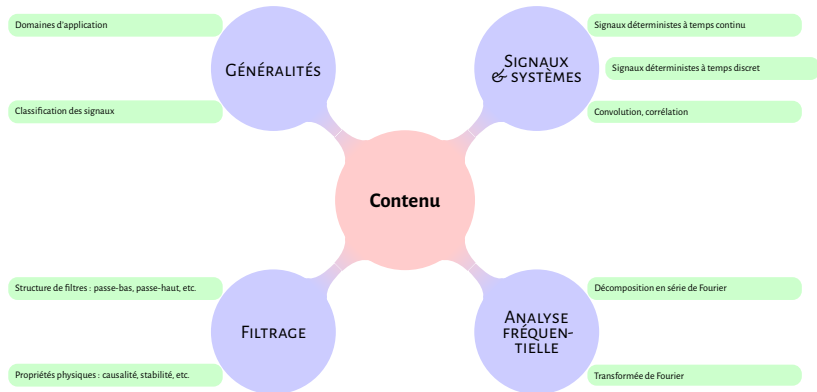 Domaines d'application
Classification des signaux
Généralités
Signaux
& systèmes
Signaux déterministes à temps continu
Signaux déterministes à temps discret
Convolution, corrélation
Contenu
Structure de filtres : passe-bas, passe-haut, etc.
Propriétés physiques : causalité, stabilité, etc.
Filtrage
Analyse
fréquen-
tielle
Décomposition en série de Fourier
Transformée de Fourier